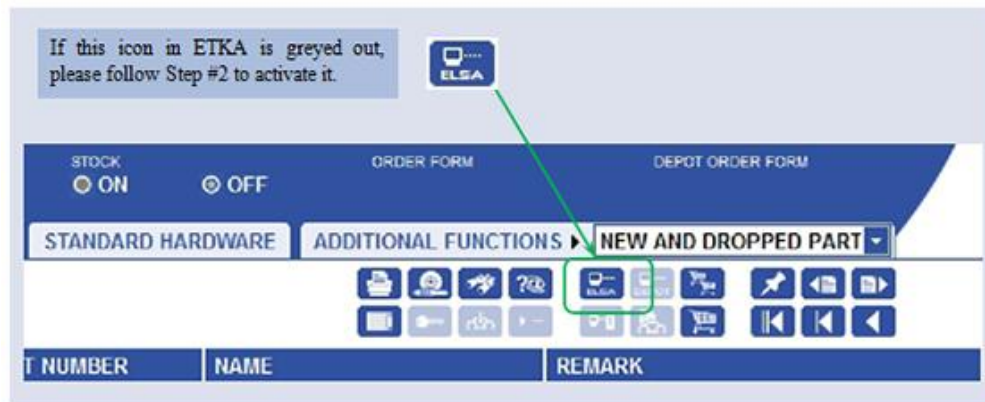 If this icon in ETKA is greyed out,
please follow Step #2 to activate it.
ELSA
STOCK
ORDER FORM
DEPOT ORDER FORM
ON
OFF
STANDARD HARDWARE
ADDITIONAL FUNCTIONS
NEW AND DROPPED PART
?@
ELSA
T NUMBER
NAME
REMARK